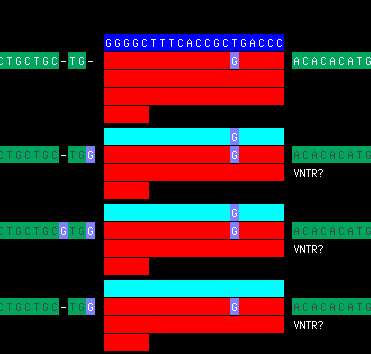 GGGGCTTTCACCGCTGACCC
CTGCTGC-TG- G ACACACATG
G
CTGCTGC-TGG G ACACACATG
VNTR?
G
CTGCTGCGTGG G ACACACATG
VNTR?
CTGCTGC-TGG G ACACACATG
VNTR?